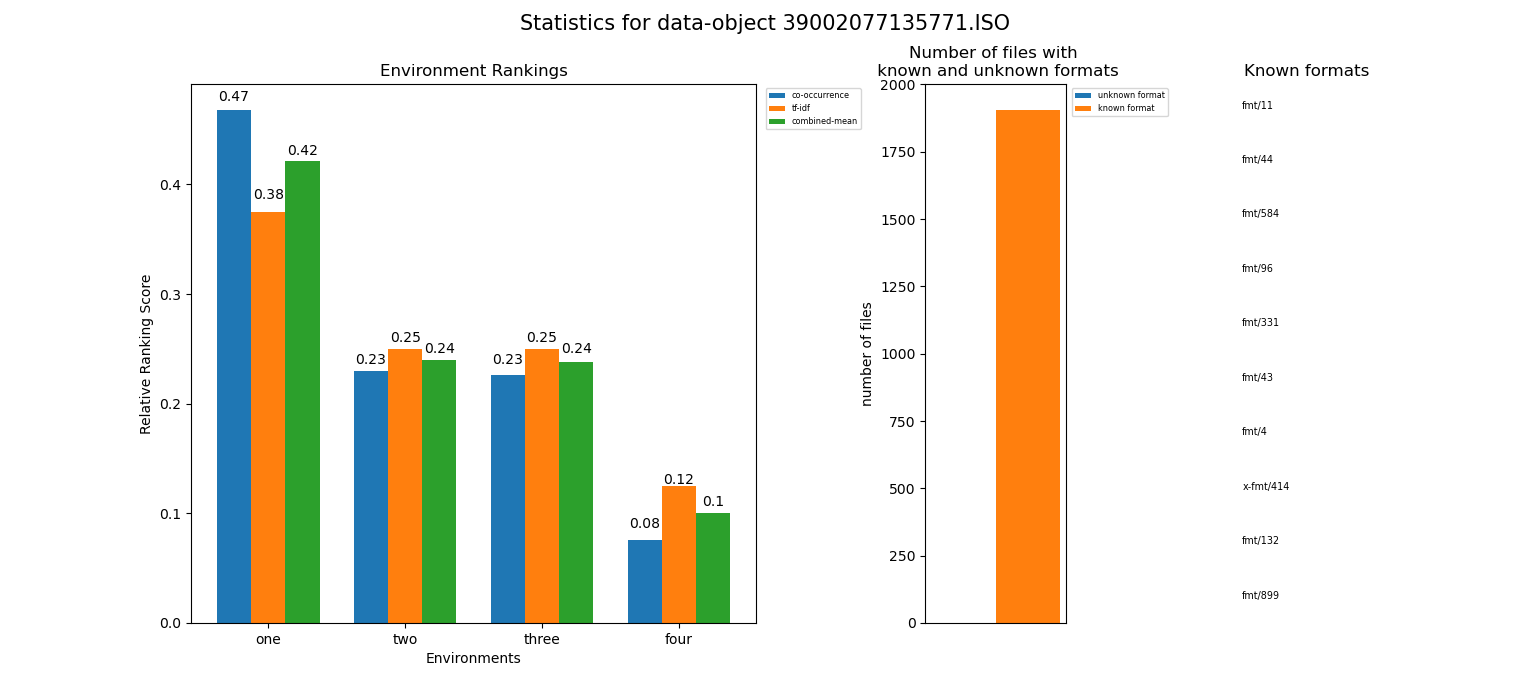 Statistics for data-object 39002077135771.ISO
Environment Rankings
0.47
0.38
0.42
0.23
0.25
0.24
0.23
0.25
0.24
0.08
0.12
0.1
0.4
0.3
0.2
0.1
0.0
Relative Ranking Score
one two three four
Environments
co-occurrence
tf-idf
combined-mean
Number of files with
known and unknown formats
2000
1750
1500
1250
1000
750
500
250
0
number of files
unknown format
known format
Known formats
fmt/11
fmt/44
fmt/584
fmt/96
fmt/331
fmt/43
fmt/4
x-fmt/414
fmt/132
fmt/899